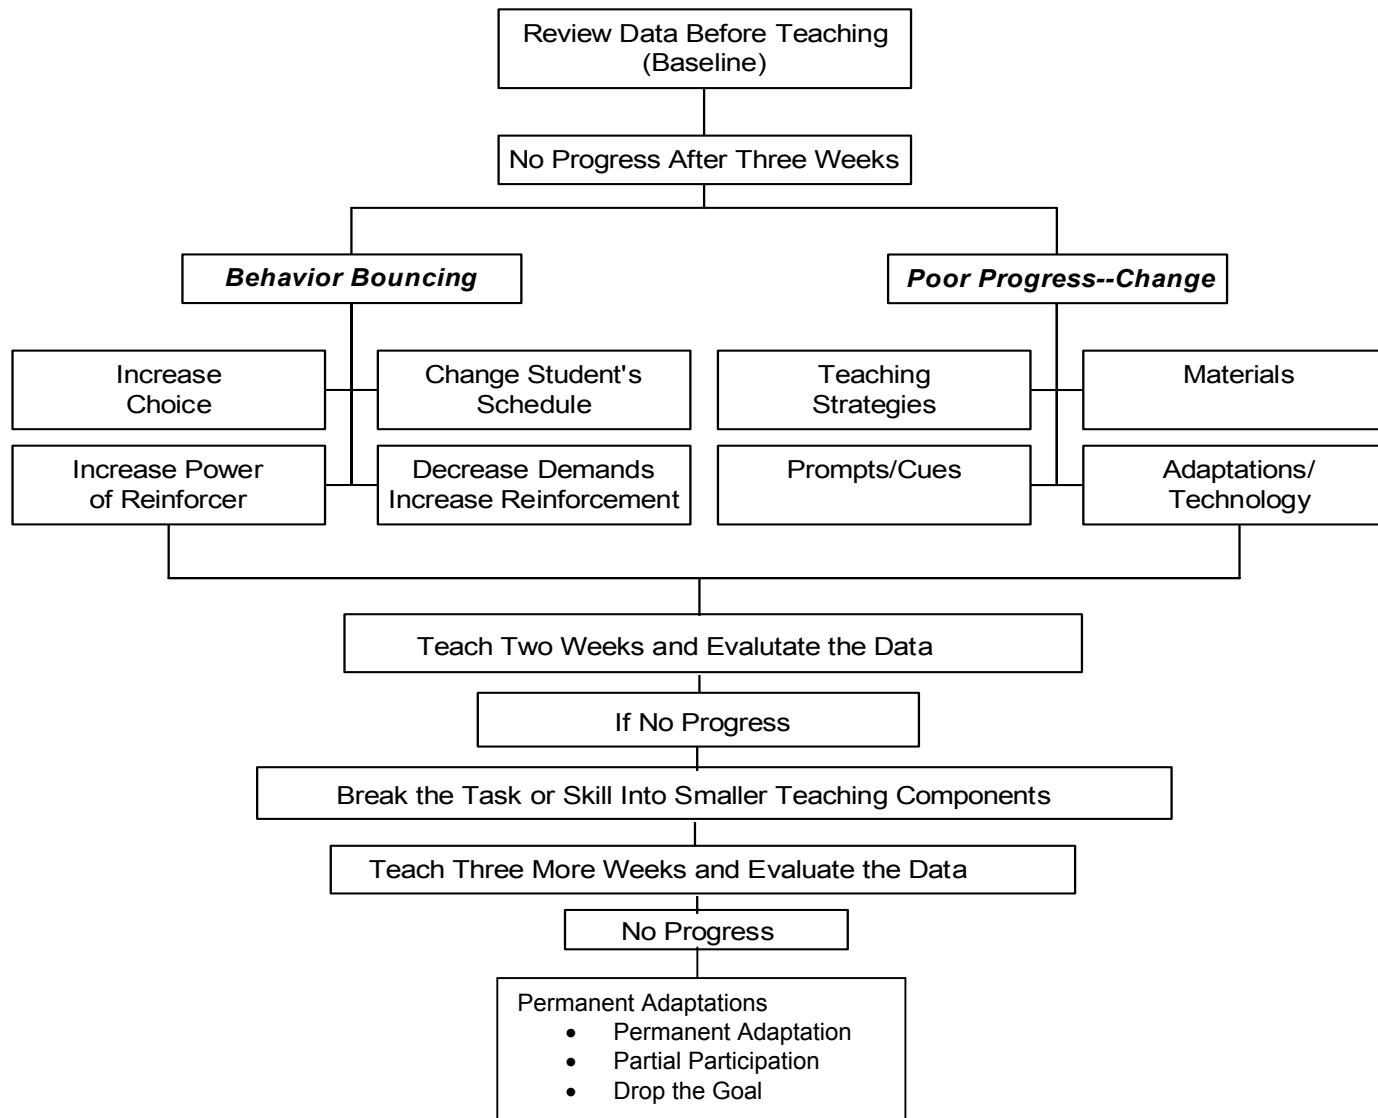 Review Data Before Teaching
(Baseline)
No Progress After Three Weeks
Behavior Bouncing
Poor Progress--Change
Increase
Choice
Change Student's
Schedule
Teaching
Strategies
Materials
Increase Power
of Reinforcer
Decrease Demands
Increase Reinforcement
Prompts/Cues
Adaptations/
Technology
Teach Two Weeks and Evalutate the Data
If No Progress
Break the Task or Skill Into Smaller Teaching Components
Teach Three More Weeks and Evaluate the Data
No Progress
Permanent Adaptations
• Permanent Adaptation
• Partial Participation
• Drop the Goal